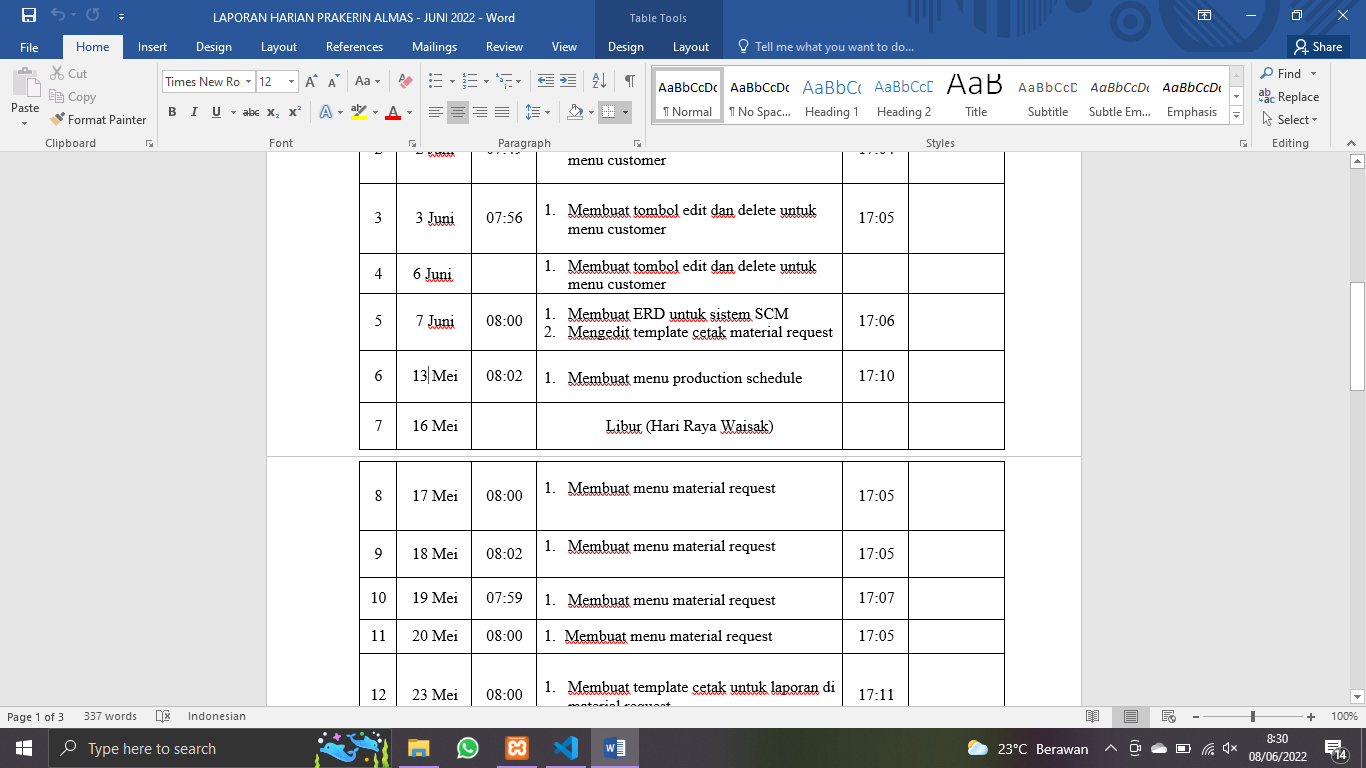 LAPORAN HARIAN PRAKERIN ALMAS - JUNI 2022 - Word
Table Tools
File Home Insert Design Layout References Mailings Review View Design Layout Tell me what you want to do... Share
Paste
Cut
Copy
Format Painter
Times New Ro 12
AaBbCcDc AaBbCcDc AaBbCc AaBbCcD AaB AaBbCcD AaBbCcDc AaBbCcDc
¶ Normal ¶ No Spac... Heading 1 Heading 2 Title Subtitle Subtle Em... Emphasis
Find
Replace
Select
Clipboard Font Paragraph Styles Editing
menu customer
3 3 Juni 07:56 1. Membuat tombol edit dan delete untuk menu customer 17:05
4 6 Juni 1. Membuat tombol edit dan delete untuk menu customer
5 7 Juni 08:00 1. Membuat ERD untuk sistem SCM
2. Mengedit template cetak material request 17:06
6 13 Mei 08:02 1. Membuat menu production schedule 17:10
7 16 Mei Libur (Hari Raya Waisak)
8 17 Mei 08:00 1. Membuat menu material request 17:05
9 18 Mei 08:02 1. Membuat menu material request 17:05
10 19 Mei 07:59 1. Membuat menu material request 17:07
11 20 Mei 08:00 1. Membuat menu material request 17:05
12 23 Mei 08:00 1. Membuat template cetak untuk laporan di material request 17:11
Page 1 of 3 337 words Indonesian 100%
Type here to search
23°C Berawan
8:30
08/06/2022
14